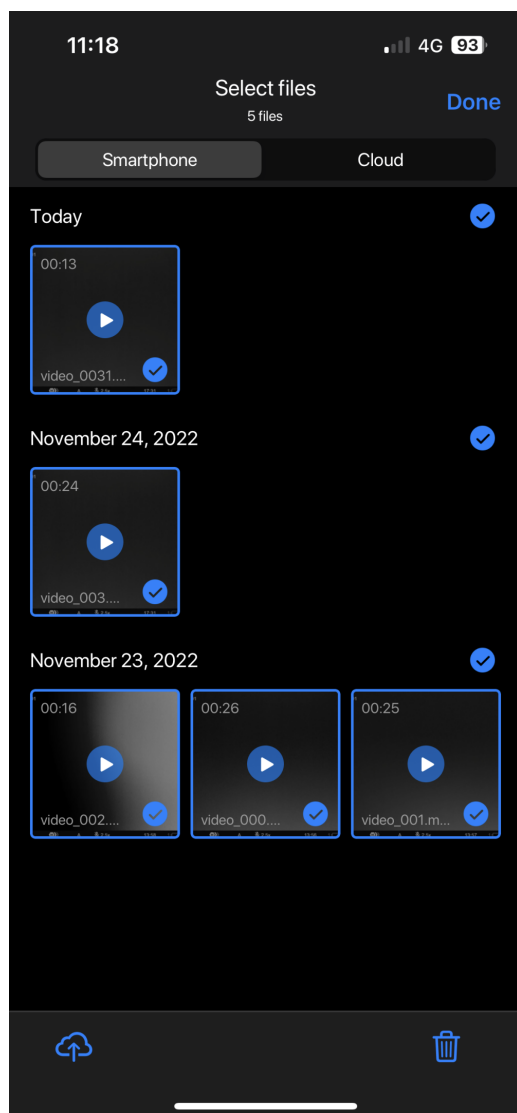 11:18 4G 93
Select files
5 files
Done
Smartphone Cloud
Today
00:13
video_0031....
November 24, 2022
00:24
video_003....
November 23, 2022
00:16 00:26 00:25
video_002.... video_000.... video_001.m...